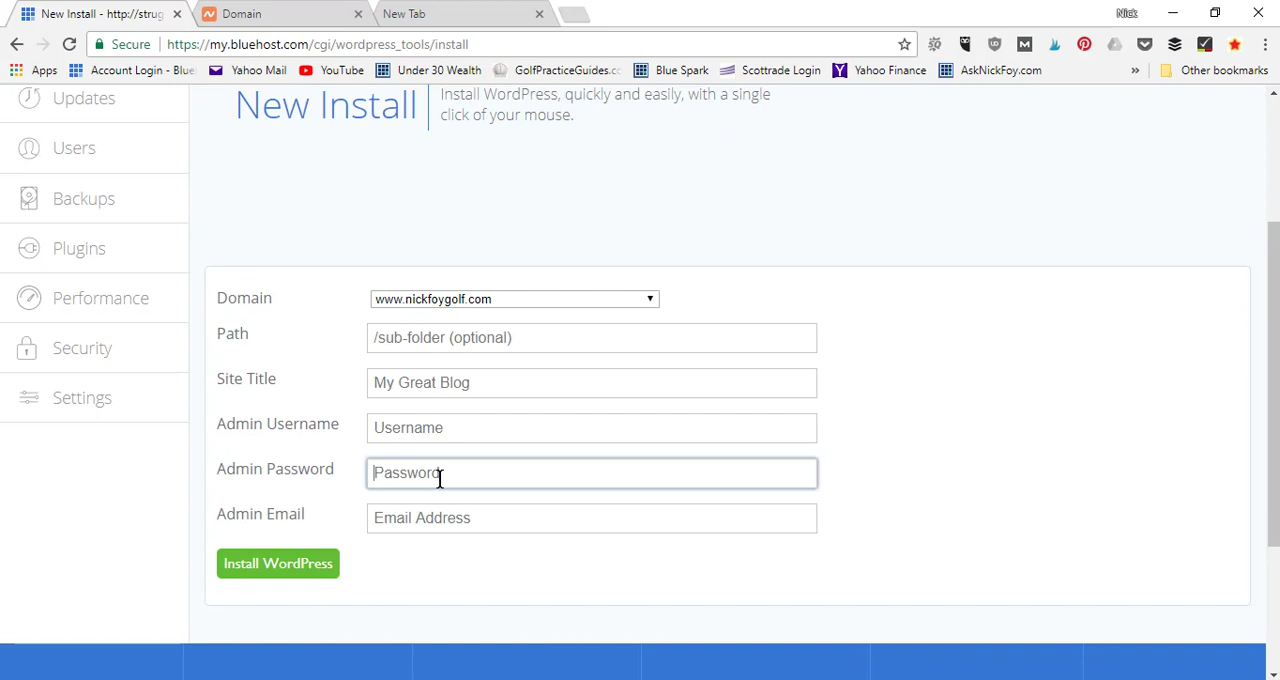 New Install - http://strug
Domain
New Tab
Nick
Secure
https://my.bluehost.com/cgi/wordpress_tools/install
Apps
Account Login - Blue
Yahoo Mail
YouTube
Under 30 Wealth
GolfPracticeGuides.co
Blue Spark
Scottrade Login
Yahoo Finance
AskNickFoy.com
»
Other bookmarks
Updates
Users
Backups
Plugins
Performance
Security
Settings
New Install
Install WordPress, quickly and easily, with a single
click of your mouse.
Domain
www.nickfoygolf.com
Path
/sub-folder (optional)
Site Title
My Great Blog
Admin Username
Username
Admin Password
Password
Admin Email
Email Address
Install WordPress